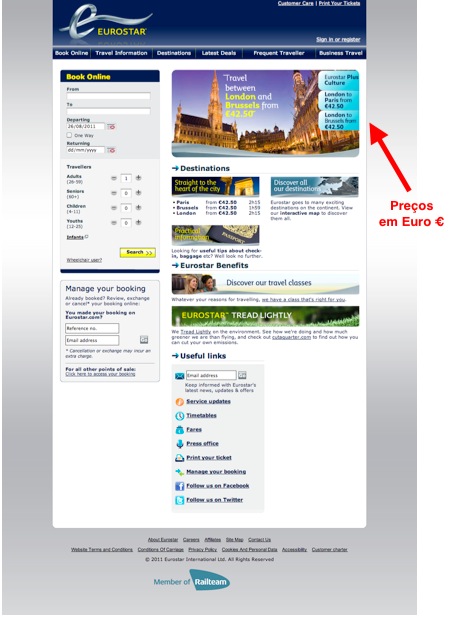 Customer Care | Print Your Tickets
EUROSTAR
Sign in or register
Book Online | Travel Information | Destinations | Latest Deals | Frequent Traveller | Business Travel
Book Online
From
To
Departing
26/08/2011
One Way
Returning
dd/mm/yyyy
Travellers
Adults
(26-59)
1
Seniors
(60+)
0
Children
(4-11)
0
Youths
(12-25)
0
Infants
Search >>
Wheelchair user?
Manage your booking
Already booked? Review, exchange
or cancel* your booking online:
You made your booking on
Eurostar.com?
Reference no.
Email address
* Cancellation or exchange may incur an
extra charge.
For all other points of sale:
Click here to access your booking
Travel
between
London and
Brussels from
€42.50
Eurostar Plus
Culture
London to
Paris from
€42.50
London to
Brussels from
€42.50
Preços
em Euro €
Destinations
Straight to the
heart of the city
• Paris from €42.50 2h15
• Brussels from €42.50 1h59
• London from €42.50 2h15
Discover all
our destinations
Eurostar goes to many exciting
destinations on the continent. View
our interactive map to discover
them all.
Practical
Information
PASSPORT
Looking for useful tips about check-
in, baggage etc? Well look no further.
Eurostar Benefits
Discover our travel classes
Whatever your reasons for travelling, we have a class that's right for you.
EUROSTAR TREAD LIGHTLY
We Tread Lightly on the environment. See how we're doing and how much
greener we are than flying, and check out cutaquarter.com to find out how you
can cut your own emissions.
Useful links
Email address
Keep informed with Eurostar's
latest news, updates & offers
Service updates
Timetables
Fares
Press office
Print your ticket
Manage your booking
Follow us on Facebook
Follow us on Twitter
About Eurostar Careers Affiliates Site Map Contact Us
Website Terms and Conditions Conditions Of Carriage Privacy Policy Cookies And Personal Data Accessibility Customer charter
© 2011 Eurostar International Ltd. All Rights Reserved
Member of Railteam